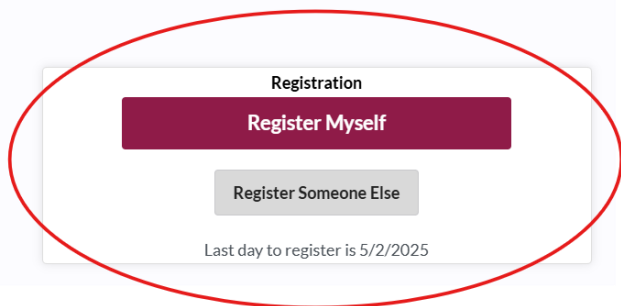 Registration
Register Myself
Register Someone Else
Last day to register is 5/2/2025